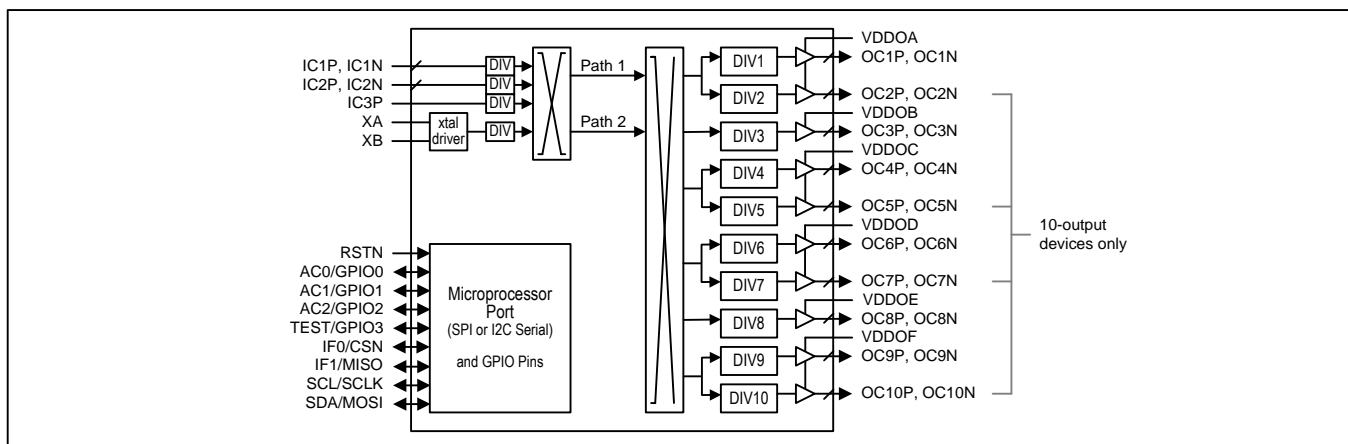 IC1P, IC1N
IC2P, IC2N
IC3P
XA
XB
xtal
driver
DIV
DIV
DIV
DIV
Path 1
Path 2
DIV1
DIV2
DIV3
DIV4
DIV5
DIV6
DIV7
DIV8
DIV9
DIV10
VDDOA
OC1P, OC1N
OC2P, OC2N
VDDOB
OC3P, OC3N
VDDOC
OC4P, OC4N
OC5P, OC5N
VDDOD
OC6P, OC6N
OC7P, OC7N
VDDOE
OC8P, OC8N
VDDOF
OC9P, OC9N
OC10P, OC10N
10-output
devices only
RSTN
AC0/GPIO0
AC1/GPIO1
AC2/GPIO2
TEST/GPIO3
IF0/CSN
IF1/MISO
SCL/SCLK
SDA/MOSI
Microprocessor
Port
(SPI or I2C Serial)
and GPIO Pins